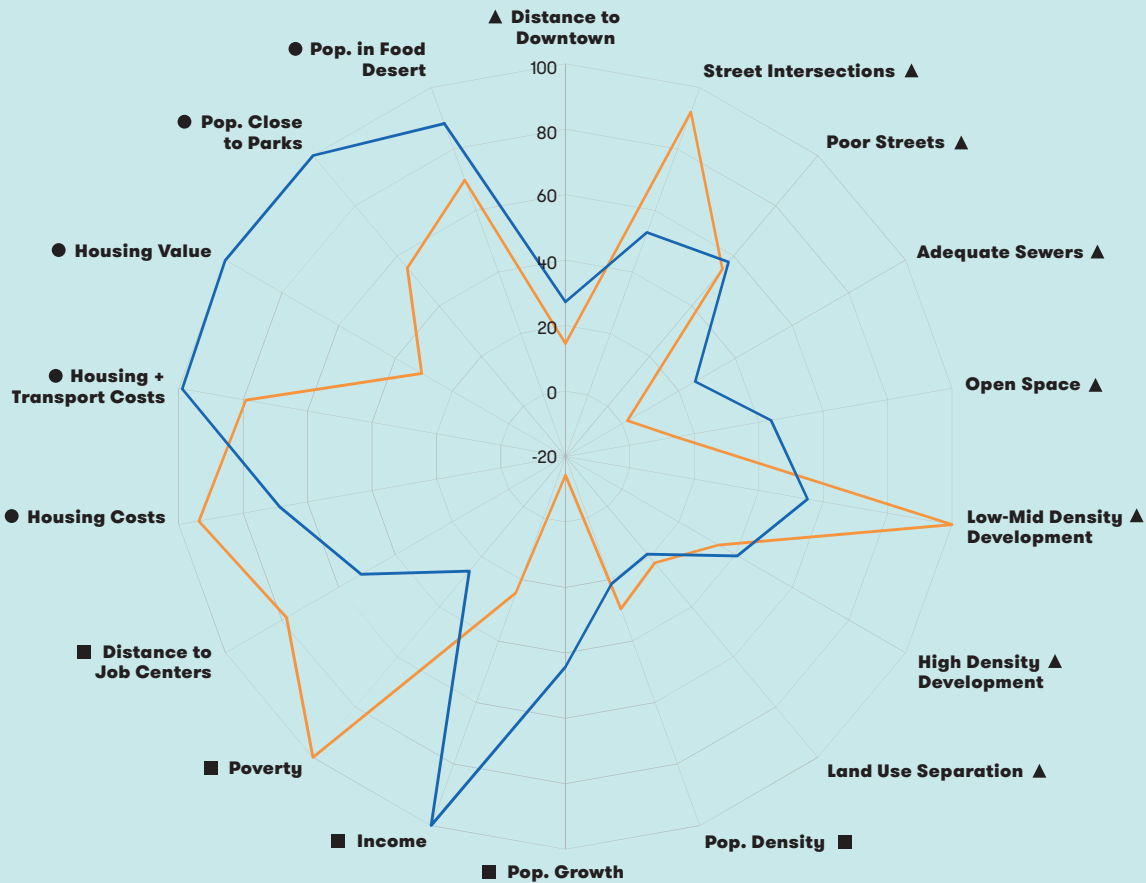 ▲ Distance to
Downtown
● Pop. in Food
Desert
Street Intersections ▲
● Pop. Close
to Parks
Poor Streets ▲
● Housing Value
Adequate Sewers ▲
● Housing +
Transport Costs
Open Space ▲
100
80
60
40
20
0
-20
● Housing Costs
Low-Mid Density ▲
Development
■ Distance to
Job Centers
High Density ▲
Development
■ Poverty
Land Use Separation ▲
■ Income
Pop. Density ■
■ Pop. Growth